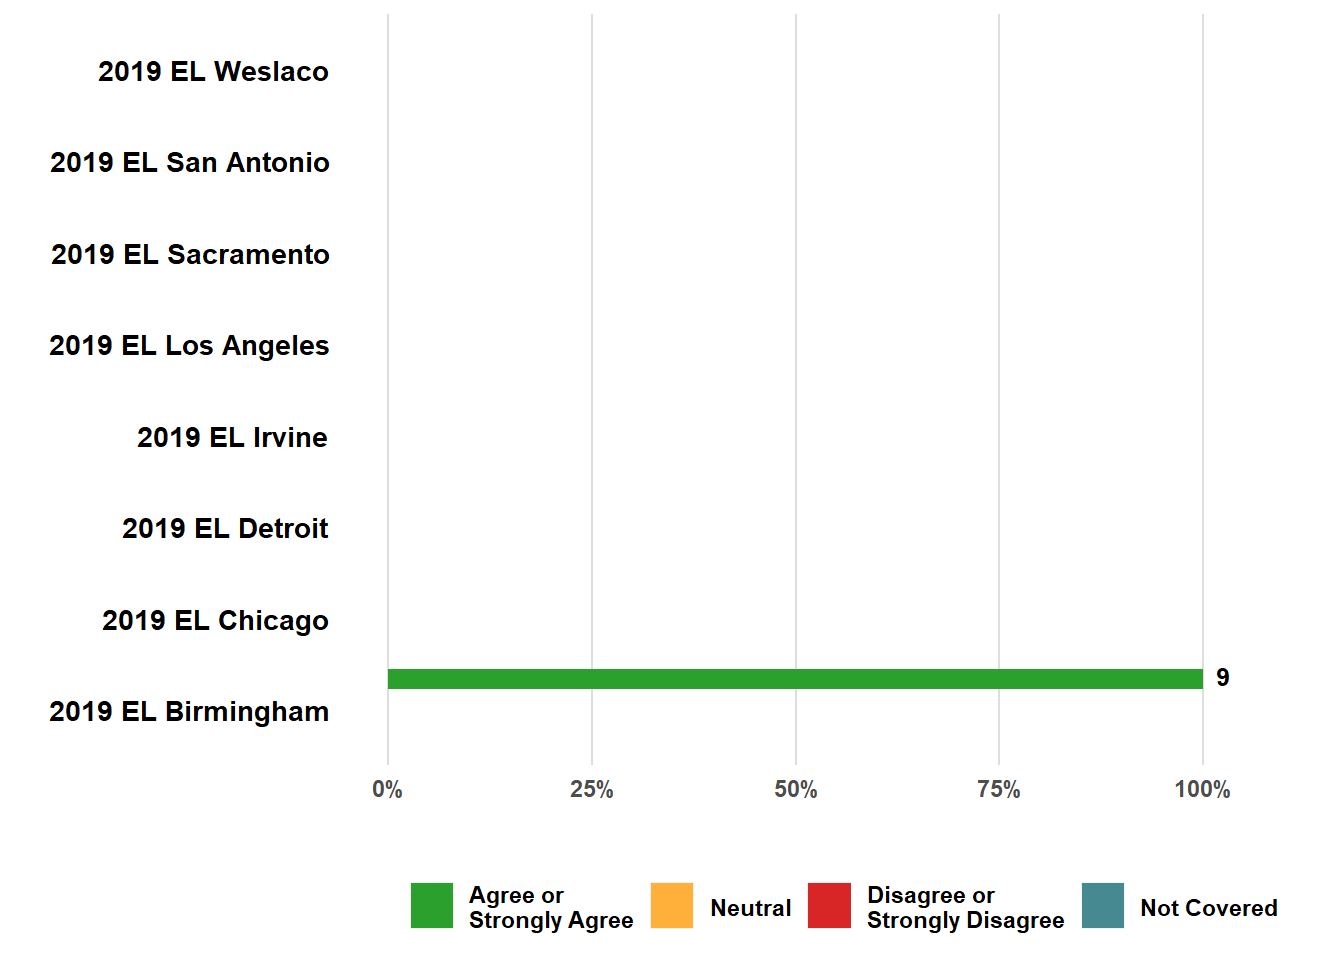 2019 EL Weslaco
2019 EL San Antonio
2019 EL Sacramento
2019 EL Los Angeles
2019 EL Irvine
2019 EL Detroit
2019 EL Chicago
9
2019 EL Birmingham
0% 25% 50% 75% 100%
Agree or
Strongly Agree
Neutral
Disagree or
Strongly Disagree
Not Covered